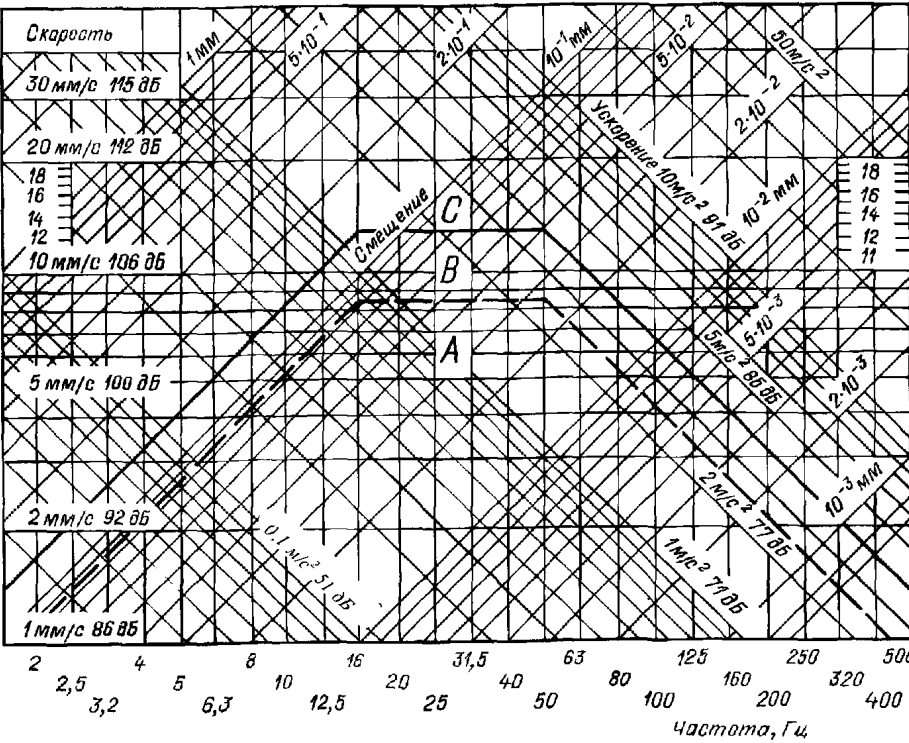 Скорость
1 мм
5·10⁻¹
2·10⁻¹
10⁻¹ мм
5·10⁻²
50 м/с²
30 мм/с 115 дБ
2·10⁻²
20 мм/с 112 дБ
Ускорение 10 м/с² 91 дБ
18
16
14
12
18
16
14
12
11
10⁻² мм
С
Смещение
В
10 мм/с 106 дБ
А
5·10⁻³
5 м/с² 86 дБ
2·10⁻³
5 мм/с 100 дБ
10⁻³ мм
2 м/с² 77 дБ
2 мм/с 92 дБ
0,1 м/с² 51 дБ
1 м/с² 71 дБ
1 мм/с 86 дБ
2 4 8 16 31,5 63 125 250 500
2,5 5 10 20 40 80 160 320
3,2 6,3 12,5 25 50 100 200 400
Частота, Гц